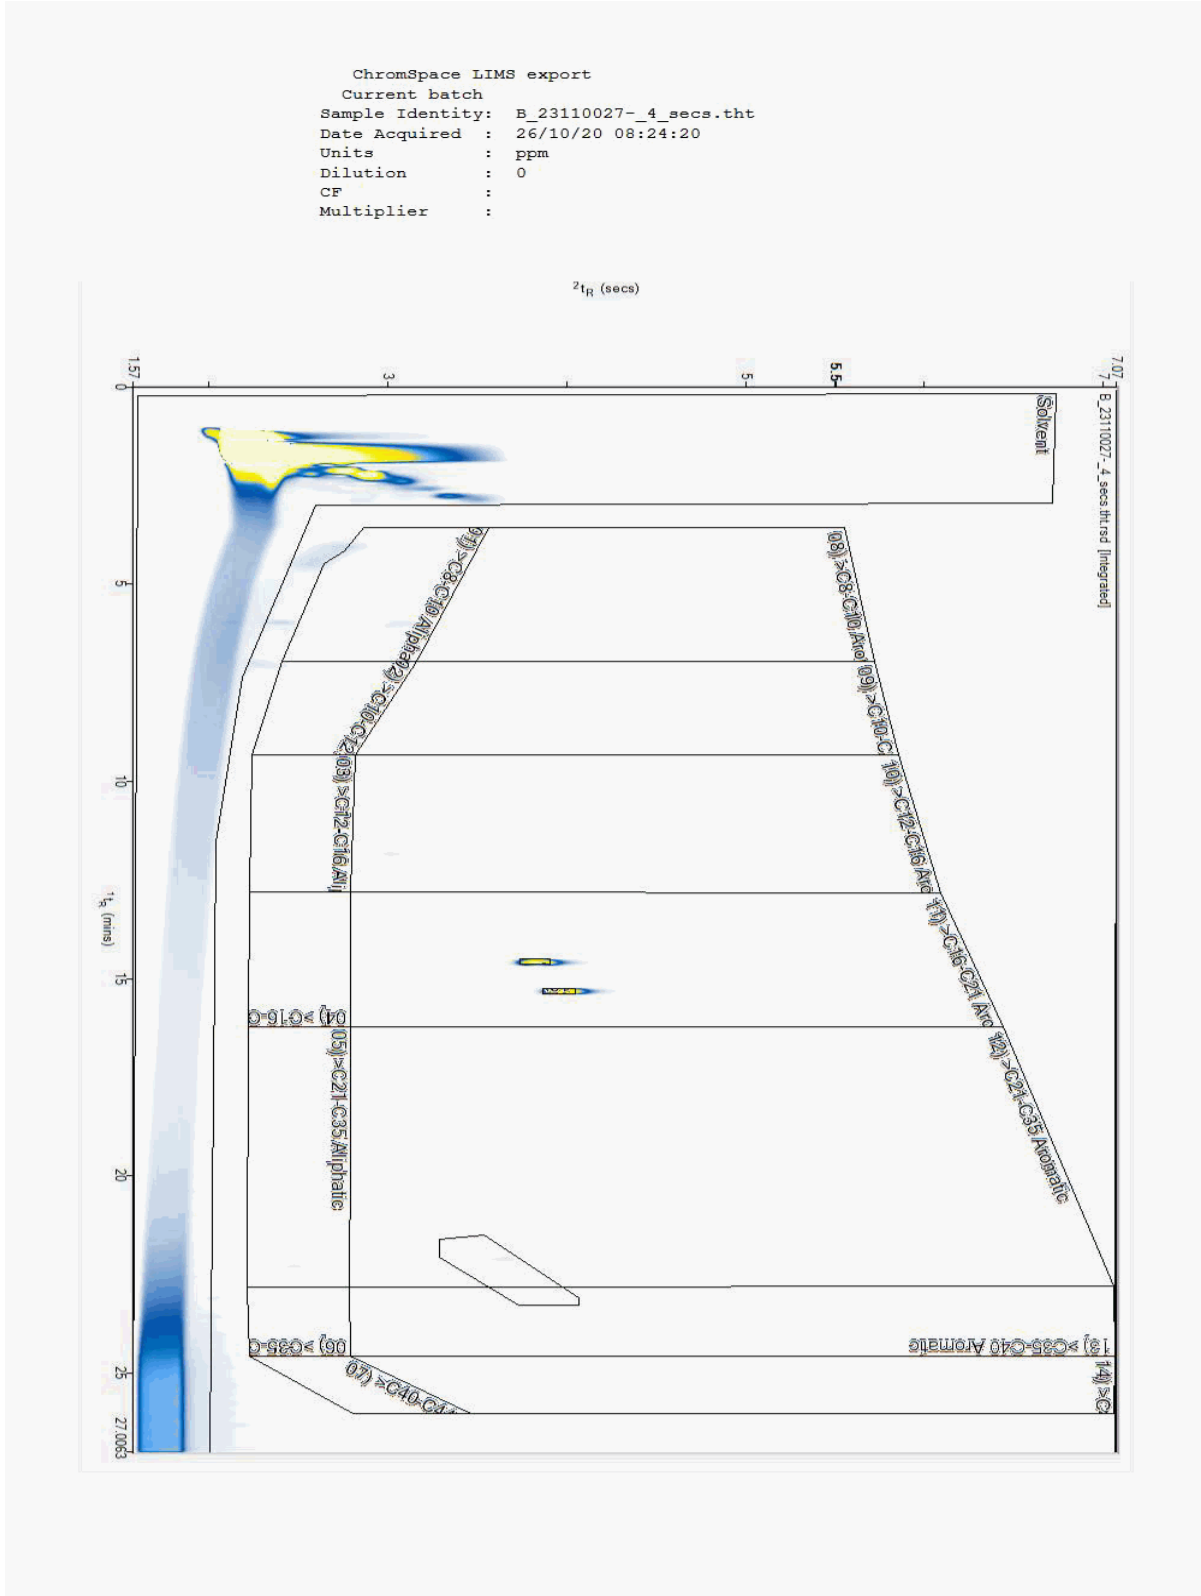 ChromSpace LIMS export
Current batch
Sample Identity: B_23110027-_4_secs.tht
Date Acquired : 26/10/20 08:24:20
Units : ppm
Dilution : 0
CF :
Multiplier :
²tR (secs)
1.57
3
5
5.5
7
7.07
B_23110027-_4_secs.tht.rsd [Integrated]
Solvent
01) >C8-C10 Alipha
02) >C10-C12
03) >C12-C16 Ali
04) >C16-C
05) >C21-C35 Aliphatic
06) >C35-C
07) >C40-C44
08) >C8-C10 Aro
09) >C10-C
10) >C12-C16 Aro
11) >C16-C21 Aro
12) >C21-C35 Aromatic
13) >C35-C40 Aromatic
14) >C
0
5
10
15
20
25
27.0063
¹tR (mins)